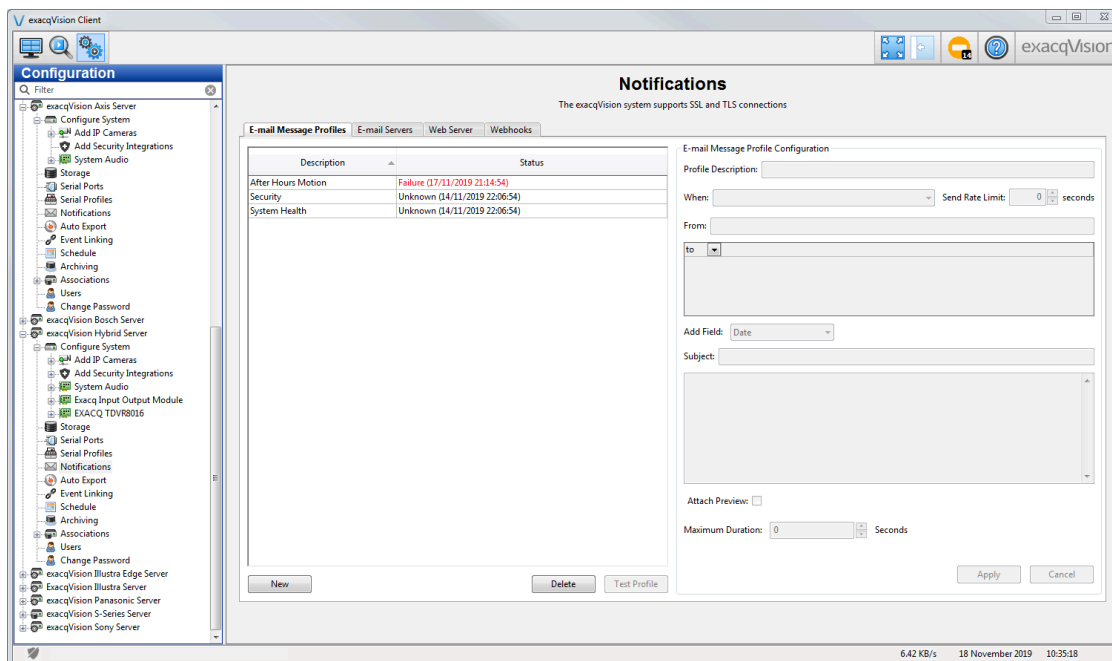 exacqVision Client
exacqVision
14
Configuration
Filter
exacqVision Axis Server
Configure System
Add IP Cameras
Add Security Integrations
System Audio
Storage
Serial Ports
Serial Profiles
Notifications
Auto Export
Event Linking
Schedule
Archiving
Associations
Users
Change Password
exacqVision Bosch Server
exacqVision Hybrid Server
Configure System
Add IP Cameras
Add Security Integrations
System Audio
Exacq Input Output Module
EXACQ TDVR8016
Storage
Serial Ports
Serial Profiles
Notifications
Auto Export
Event Linking
Schedule
Archiving
Associations
Users
Change Password
exacqVision Illustra Edge Server
ExacqVision Illustra Server
exacqVision Panasonic Server
exacqVision S-Series Server
exacqVision Sony Server
Notifications
The exacqVision system supports SSL and TLS connections
E-mail Message Profiles E-mail Servers Web Server Webhooks
Description Status
After Hours Motion Failure (17/11/2019 21:14:54)
Security Unknown (14/11/2019 22:06:54)
System Health Unknown (14/11/2019 22:06:54)
New Delete Test Profile
E-mail Message Profile Configuration
Profile Description:
When: Send Rate Limit: 0 seconds
From:
to
Add Field: Date
Subject:
Attach Preview:
Maximum Duration: 0 Seconds
Apply Cancel
6.42 KB/s 18 November 2019 10:35:18